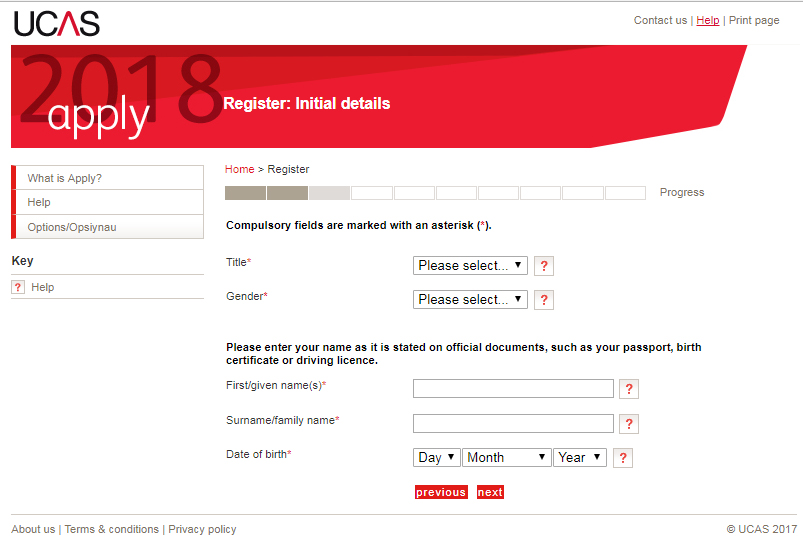 UCAS
Contact us | Help | Print page
2018
apply
Register: Initial details
What is Apply?
Help
Options/Opsiynau
Key
? Help
Home > Register
Progress
Compulsory fields are marked with an asterisk (*).
Title* Please select... ?
Gender* Please select... ?
Please enter your name as it is stated on official documents, such as your passport, birth
certificate or driving licence.
First/given name(s)* ?
Surname/family name* ?
Date of birth* Day Month Year ?
previous next
About us | Terms & conditions | Privacy policy
© UCAS 2017